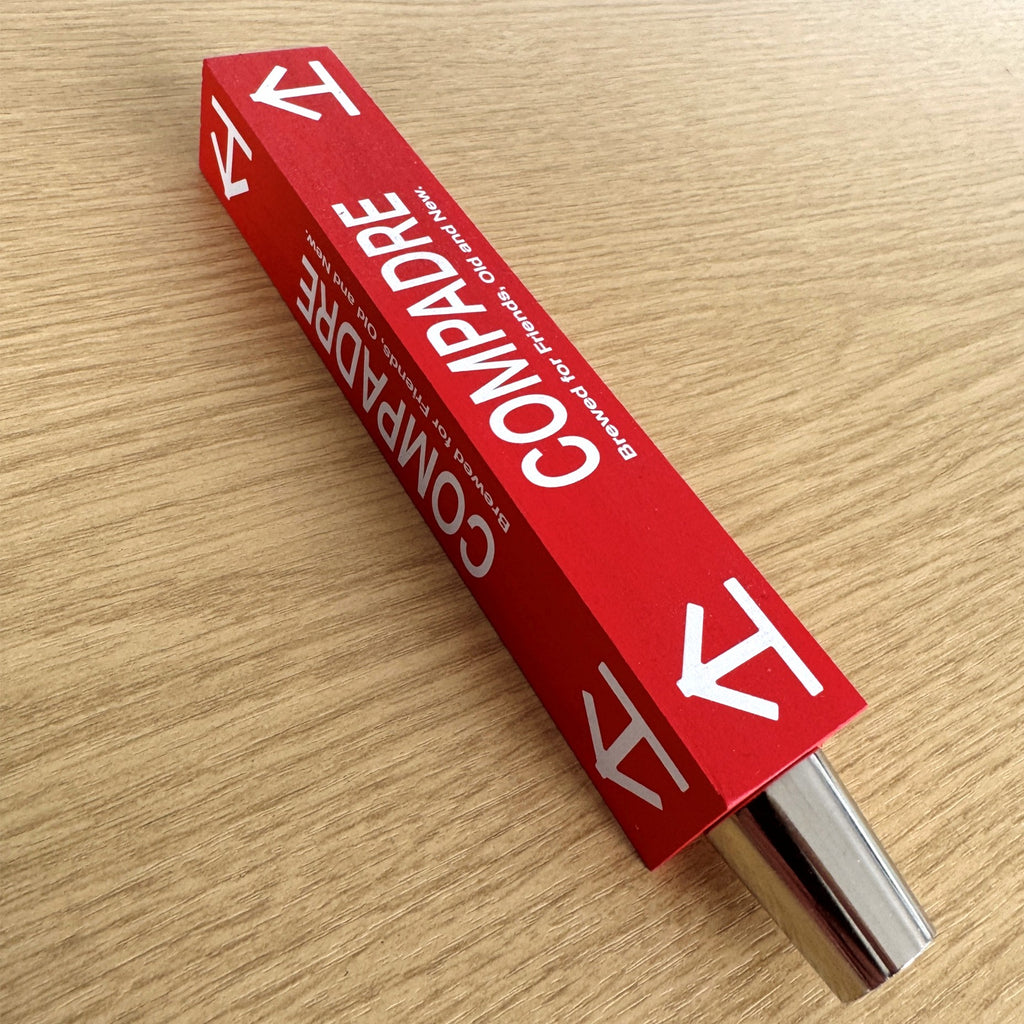 COMPADRE
Brewed for Friends, Old and New.
COMPADRE
Brewed for Friends, Old and New.